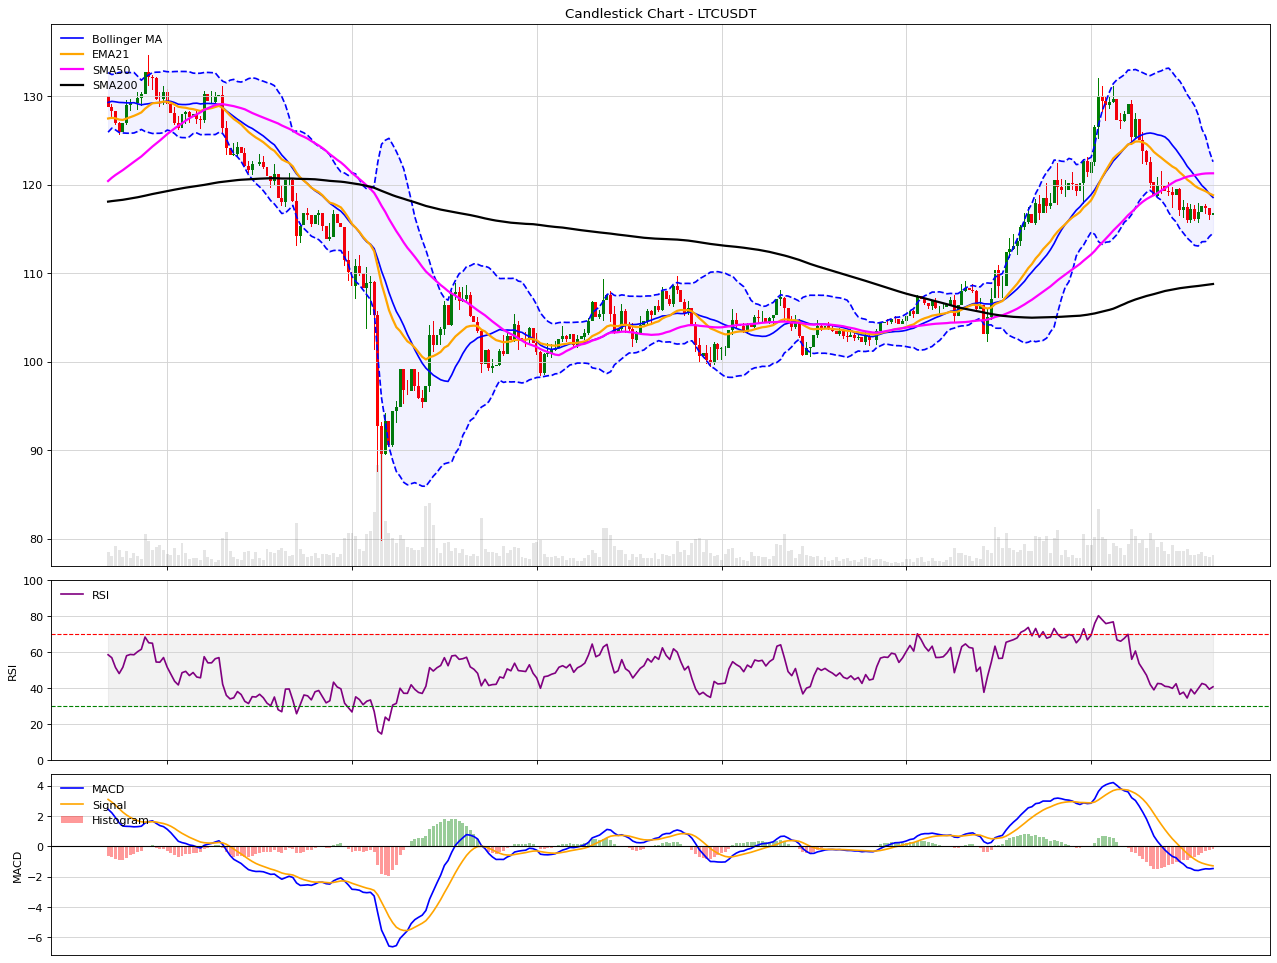 Candlestick Chart - LTCUSDT
Bollinger MA
EMA21
SMA50
SMA200
130
120
110
100
90
80
RSI
100
80
60
40
20
0
RSI
MACD
Signal
Histogram
4
2
0
−2
−4
−6
MACD